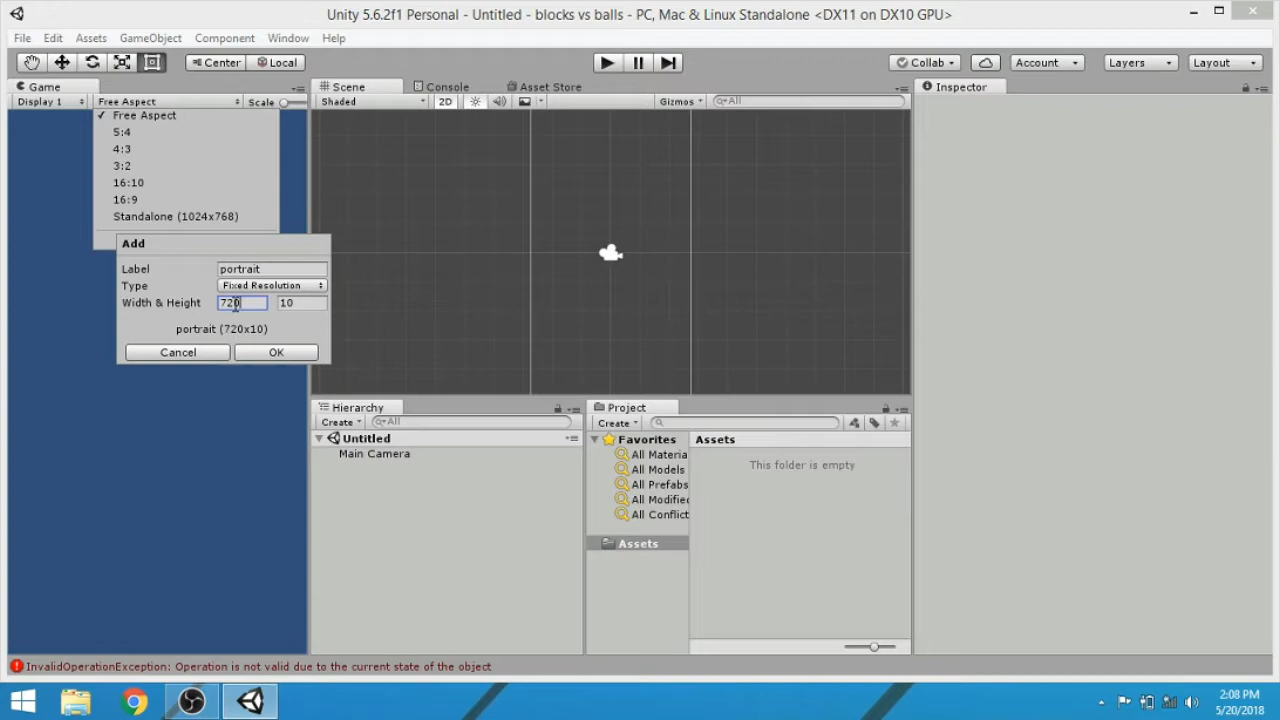 Unity 5.6.2f1 Personal - Untitled - blocks vs balls - PC, Mac & Linux Standalone <DX11 on DX10 GPU>
File Edit Assets GameObject Component Window Help
Center Local Collab Account Layers Layout
Game Scene Console Asset Store Inspector
Display 1 Free Aspect Scale Shaded 2D Gizmos All
✓ Free Aspect
5:4
4:3
3:2
16:10
16:9
Standalone (1024x768)
Add
Label portrait
Type Fixed Resolution
Width & Height 720 10
portrait (720x10)
Cancel OK
Hierarchy Project
Create All Create
Untitled
Main Camera
Favorites
All Materia
All Models
All Prefabs
All Modified
All Conflict
Assets
Assets
This folder is empty
InvalidOperationException: Operation is not valid due to the current state of the object
2:08 PM
5/20/2018